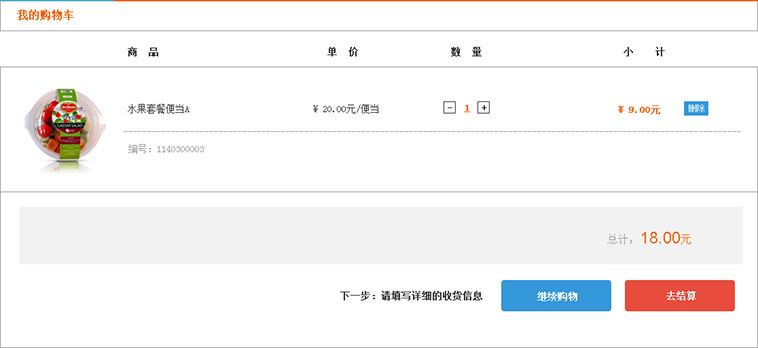 我的购物车
商 品 单 价 数 量 小 计
水果套餐便当A ¥ 20.00元/便当 - 1 + ¥ 9.00元 删除
编号：1140300003
总计：18.00元
下一步：请填写详细的收货信息 继续购物 去结算